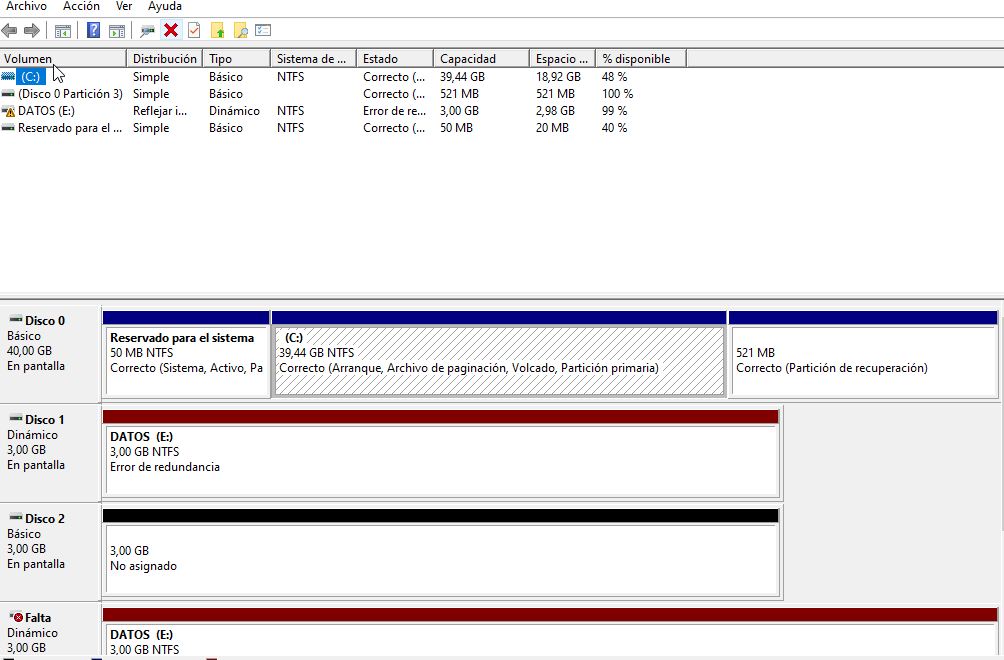 Archivo Acción Ver Ayuda
Volumen Distribución Tipo Sistema de ... Estado Capacidad Espacio ... % disponible
(C:) Simple Básico NTFS Correcto (... 39,44 GB 18,92 GB 48 %
(Disco 0 Partición 3) Simple Básico Correcto (... 521 MB 521 MB 100 %
DATOS (E:) Reflejar i... Dinámico NTFS Error de re... 3,00 GB 2,98 GB 99 %
Reservado para el ... Simple Básico NTFS Correcto (... 50 MB 20 MB 40 %
Disco 0
Básico
40,00 GB
En pantalla
Reservado para el sistema
50 MB NTFS
Correcto (Sistema, Activo, Pa
(C:)
39,44 GB NTFS
Correcto (Arranque, Archivo de paginación, Volcado, Partición primaria)
521 MB
Correcto (Partición de recuperación)
Disco 1
Dinámico
3,00 GB
En pantalla
DATOS (E:)
3,00 GB NTFS
Error de redundancia
Disco 2
Básico
3,00 GB
En pantalla
3,00 GB
No asignado
Falta
Dinámico
3,00 GB
DATOS (E:)
3,00 GB NTFS